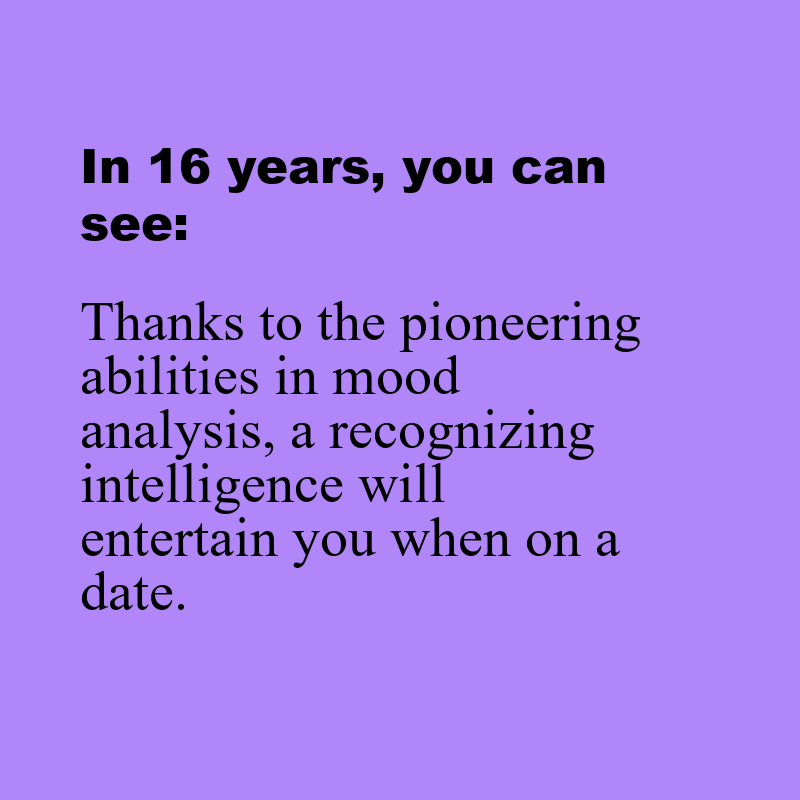 In 16 years, you can
see:
Thanks to the pioneering
abilities in mood
analysis, a recognizing
intelligence will
entertain you when on a
date.